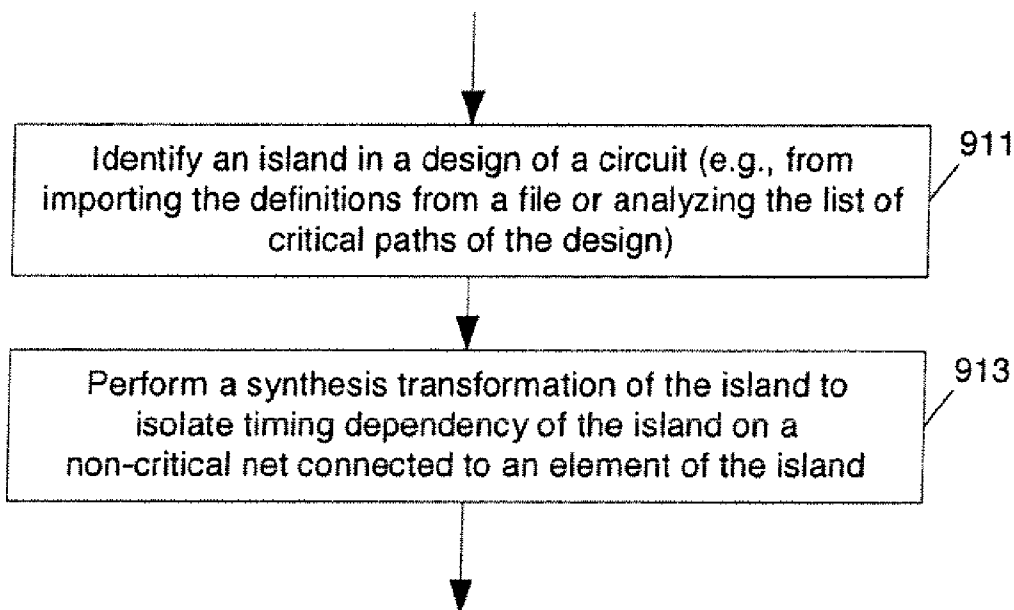 Identify an island in a design of a circuit (e.g., from
importing the definitions from a file or analyzing the list of
critical paths of the design)
911
Perform a synthesis transformation of the island to
isolate timing dependency of the island on a
non-critical net connected to an element of the island
913